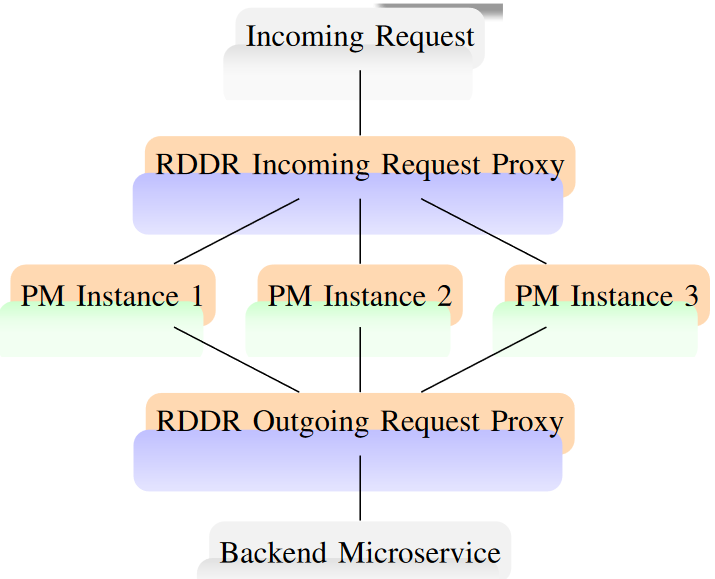 Incoming Request
RDDR Incoming Request Proxy
PM Instance 1
PM Instance 2
PM Instance 3
RDDR Outgoing Request Proxy
Backend Microservice